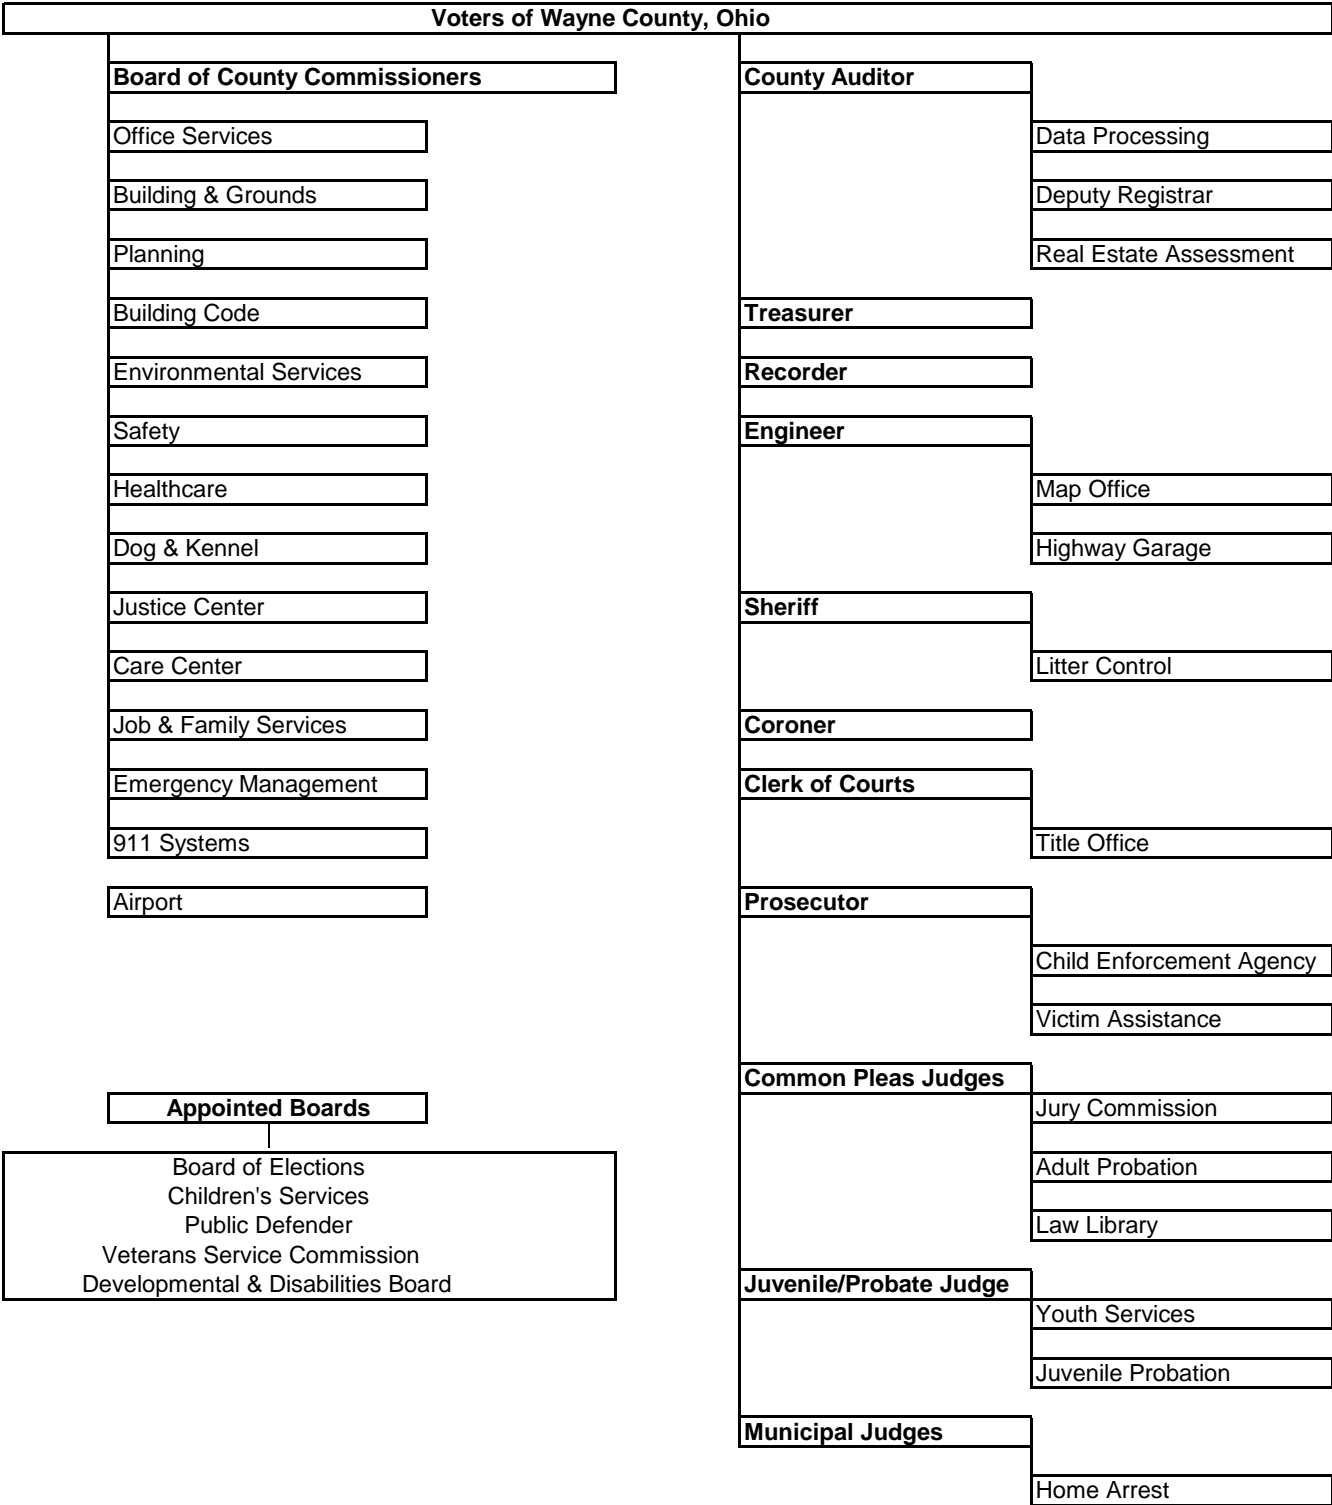 Voters of Wayne County, Ohio
Board of County Commissioners
Office Services
Building & Grounds
Planning
Building Code
Environmental Services
Safety
Healthcare
Dog & Kennel
Justice Center
Care Center
Job & Family Services
Emergency Management
911 Systems
Airport
Appointed Boards
Board of Elections
Children's Services
Public Defender
Veterans Service Commission
Developmental & Disabilities Board
County Auditor
Data Processing
Deputy Registrar
Real Estate Assessment
Treasurer
Recorder
Engineer
Map Office
Highway Garage
Sheriff
Litter Control
Coroner
Clerk of Courts
Title Office
Prosecutor
Child Enforcement Agency
Victim Assistance
Common Pleas Judges
Jury Commission
Adult Probation
Law Library
Juvenile/Probate Judge
Youth Services
Juvenile Probation
Municipal Judges
Home Arrest